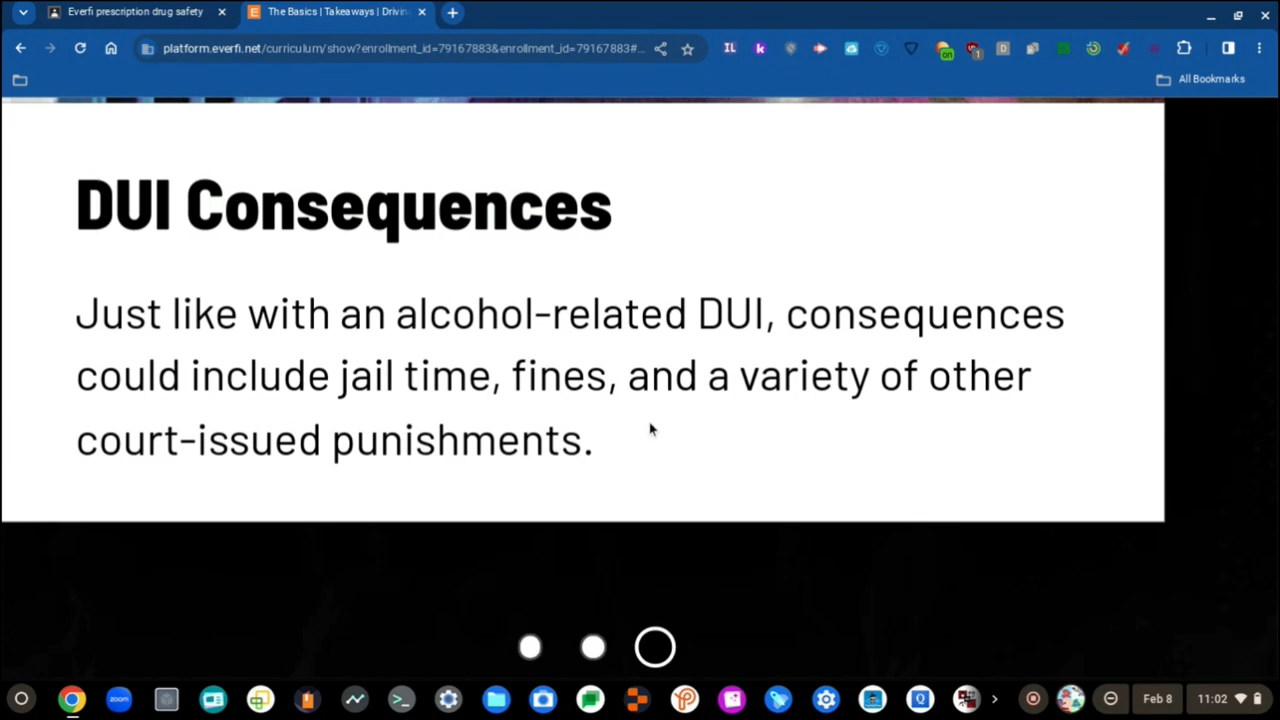 Everfi prescription drug safety
The Basics | Takeaways | Drivin
platform.everfi.net/curriculum/show?enrollment_id=79167883&enrollment_id=79167883#...
All Bookmarks
DUI Consequences
Just like with an alcohol-related DUI, consequences
could include jail time, fines, and a variety of other
court-issued punishments.
zoom
Feb 8
11:02